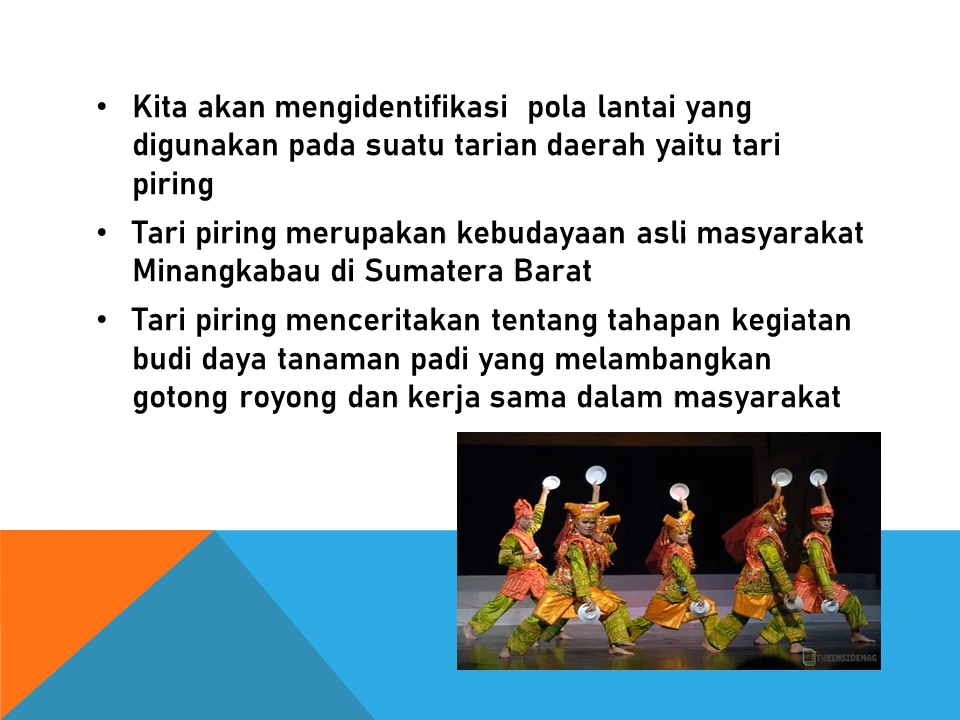 • Kita akan mengidentifikasi  pola lantai yang
digunakan pada suatu tarian daerah yaitu tari
piring
• Tari piring merupakan kebudayaan asli masyarakat
Minangkabau di Sumatera Barat
• Tari piring menceritakan tentang tahapan kegiatan
budi daya tanaman padi yang melambangkan
gotong royong dan kerja sama dalam masyarakat
THEINSIDEMAG